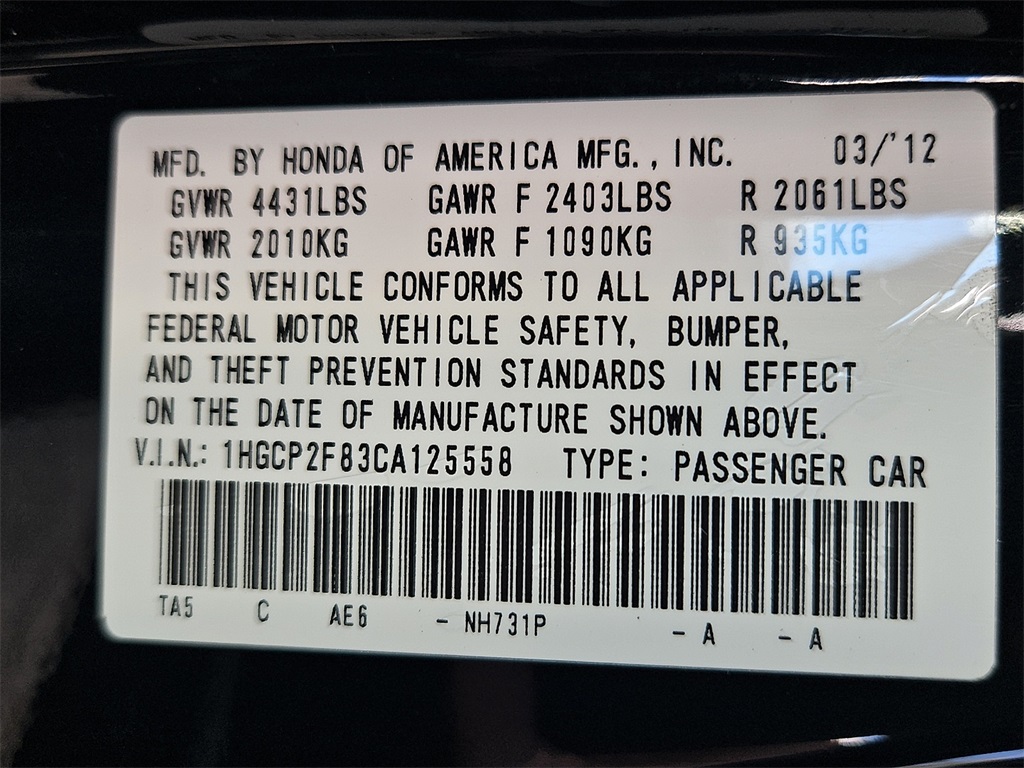 MFD. BY HONDA OF AMERICA MFG., INC. 03/'12
GVWR 4431LBS GAWR F 2403LBS R 2061LBS
GVWR 2010KG GAWR F 1090KG R 935KG
THIS VEHICLE CONFORMS TO ALL APPLICABLE
FEDERAL MOTOR VEHICLE SAFETY, BUMPER,
AND THEFT PREVENTION STANDARDS IN EFFECT
ON THE DATE OF MANUFACTURE SHOWN ABOVE.
V.I.N.: 1HGCP2F83CA125558 TYPE: PASSENGER CAR
TA5 C AE6 - NH731P - A - A